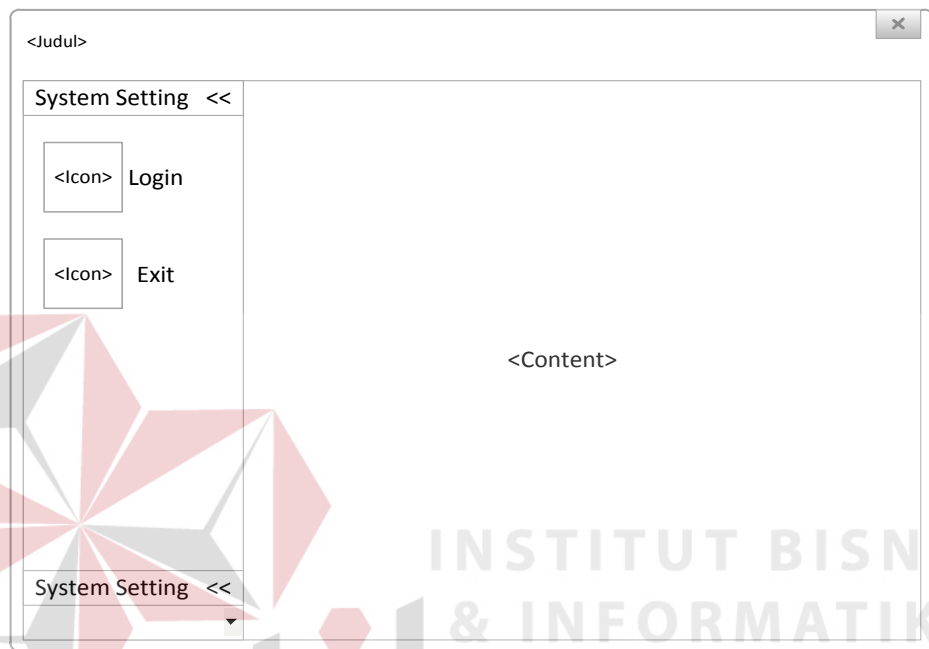 <Judul>
System Setting <<
<Icon> Login
<Icon> Exit
<Content>
System Setting <<
INSTITUT BISN
& INFORMATIK